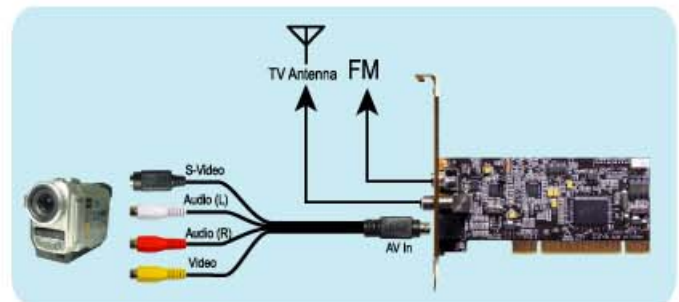 TV Antenna FM
S-Video
Audio (L)
Audio (R)
Video
AV In